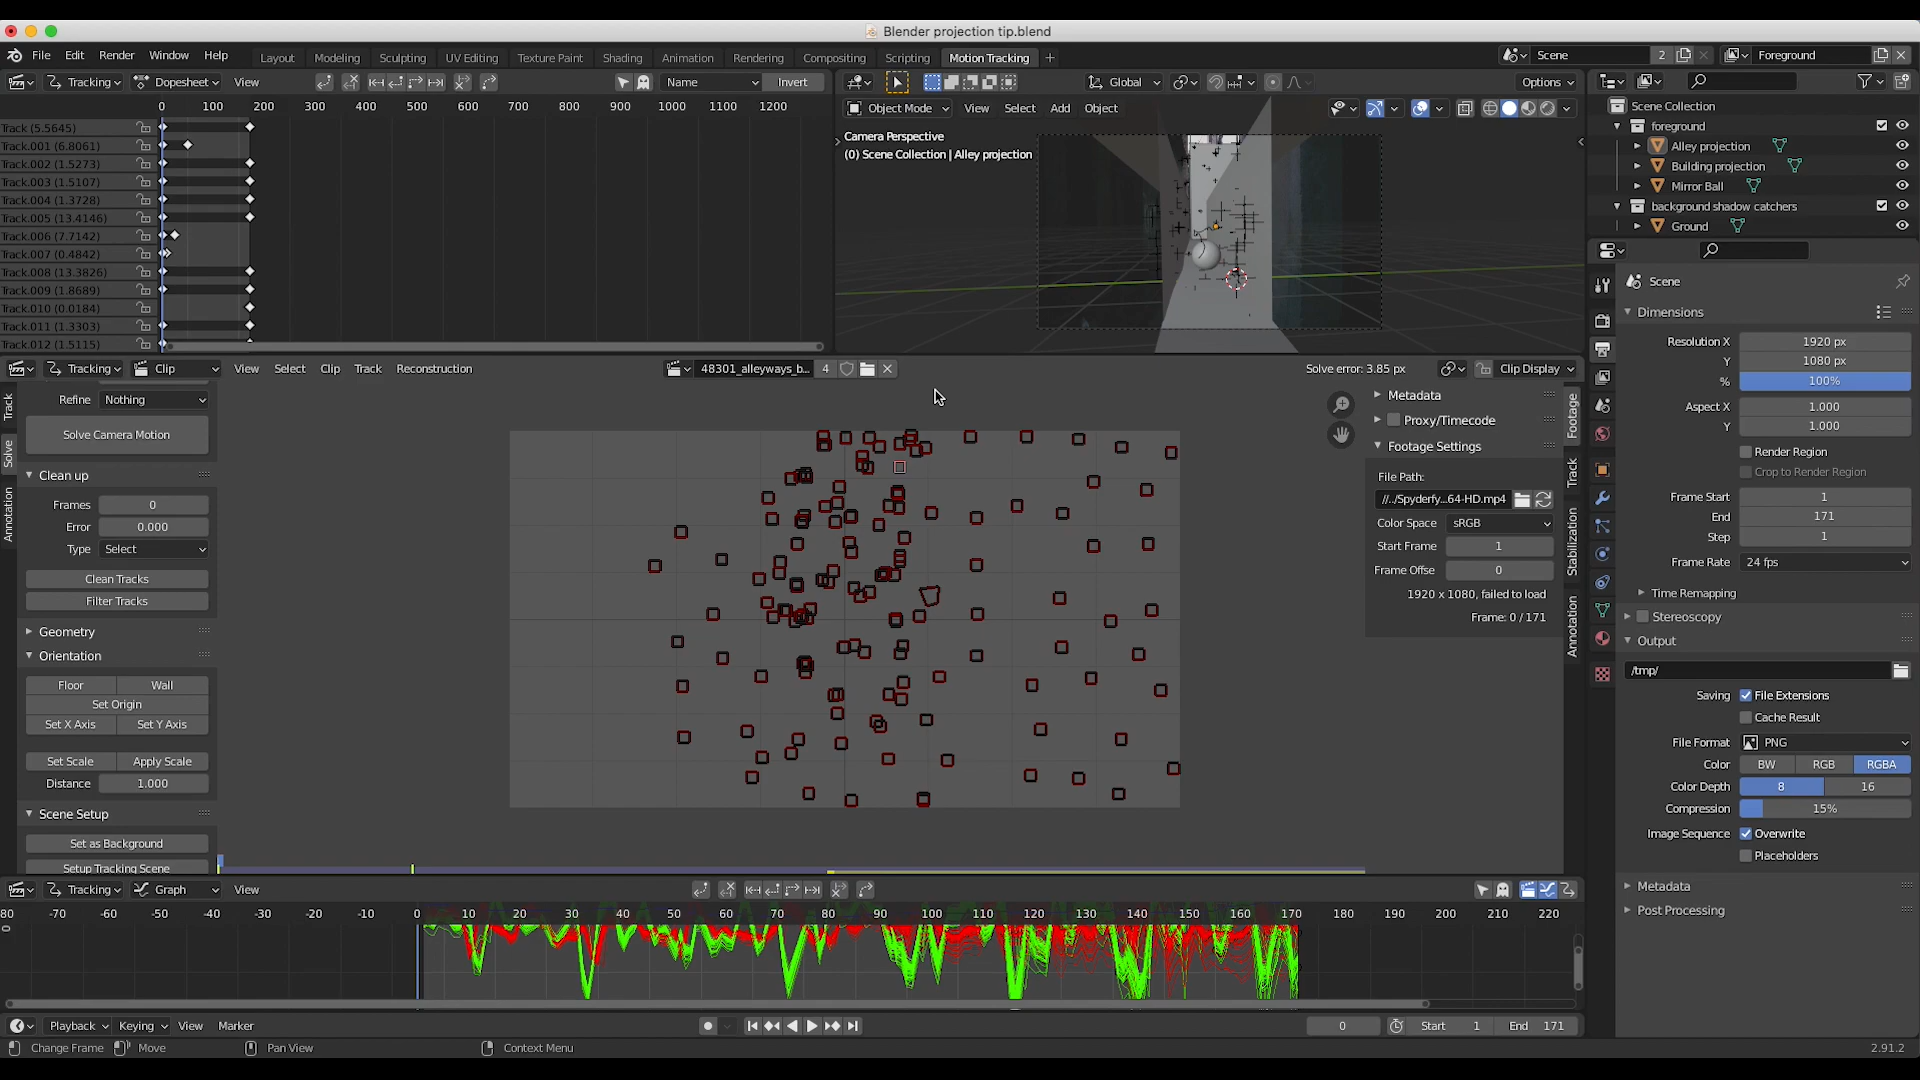 Blender projection tip.blend
File Edit Render Window Help Layout Modeling Sculpting UV Editing Texture Paint Shading Animation Rendering Compositing Scripting Motion Tracking + Scene 2 Foreground
Tracking Dopesheet View Name Invert Global Options
0 100 200 300 400 500 600 700 800 900 1000 1100 1200
Object Mode View Select Add Object
Camera Perspective
(0) Scene Collection | Alley projection
Track (5.5645)
Track.001 (6.8061)
Track.002 (1.5273)
Track.003 (1.5107)
Track.004 (1.3728)
Track.005 (13.4146)
Track.006 (7.7142)
Track.007 (0.4842)
Track.008 (13.3826)
Track.009 (1.8689)
Track.010 (0.0184)
Track.011 (1.3303)
Track.012 (1.5115)
Scene Collection
foreground
Alley projection
Building projection
Mirror Ball
background shadow catchers
Ground
Tracking Clip View Select Clip Track Reconstruction 48301_alleyways_b... 4 Solve error: 3.85 px Clip Display
Track
Solve
Annotation
Refine Nothing
Solve Camera Motion
Clean up
Frames 0
Error 0.000
Type Select
Clean Tracks
Filter Tracks
Geometry
Orientation
Floor Wall
Set Origin
Set X Axis Set Y Axis
Set Scale Apply Scale
Distance 1.000
Scene Setup
Set as Background
Setup Tracking Scene
Metadata
Proxy/Timecode
Footage Settings
File Path:
//../Spyderfy...64-HD.mp4
Color Space sRGB
Start Frame 1
Frame Offse 0
1920 x 1080, failed to load
Frame: 0 / 171
Footage
Track
Stabilization
Annotation
Scene
Dimensions
Resolution X 1920 px
Y 1080 px
% 100%
Aspect X 1.000
Y 1.000
Render Region
Crop to Render Region
Frame Start 1
End 171
Step 1
Frame Rate 24 fps
Time Remapping
Stereoscopy
Output
/tmp/
Saving File Extensions
Cache Result
File Format PNG
Color BW RGB RGBA
Color Depth 8 16
Compression 15%
Image Sequence Overwrite
Placeholders
Metadata
Post Processing
Tracking Graph View
80 -70 -60 -50 -40 -30 -20 -10 0 10 20 30 40 50 60 70 80 90 100 110 120 130 140 150 160 170 180 190 200 210 220
0
Playback Keying View Marker 0 Start 1 End 171
Change Frame Move Pan View Context Menu 2.91.2